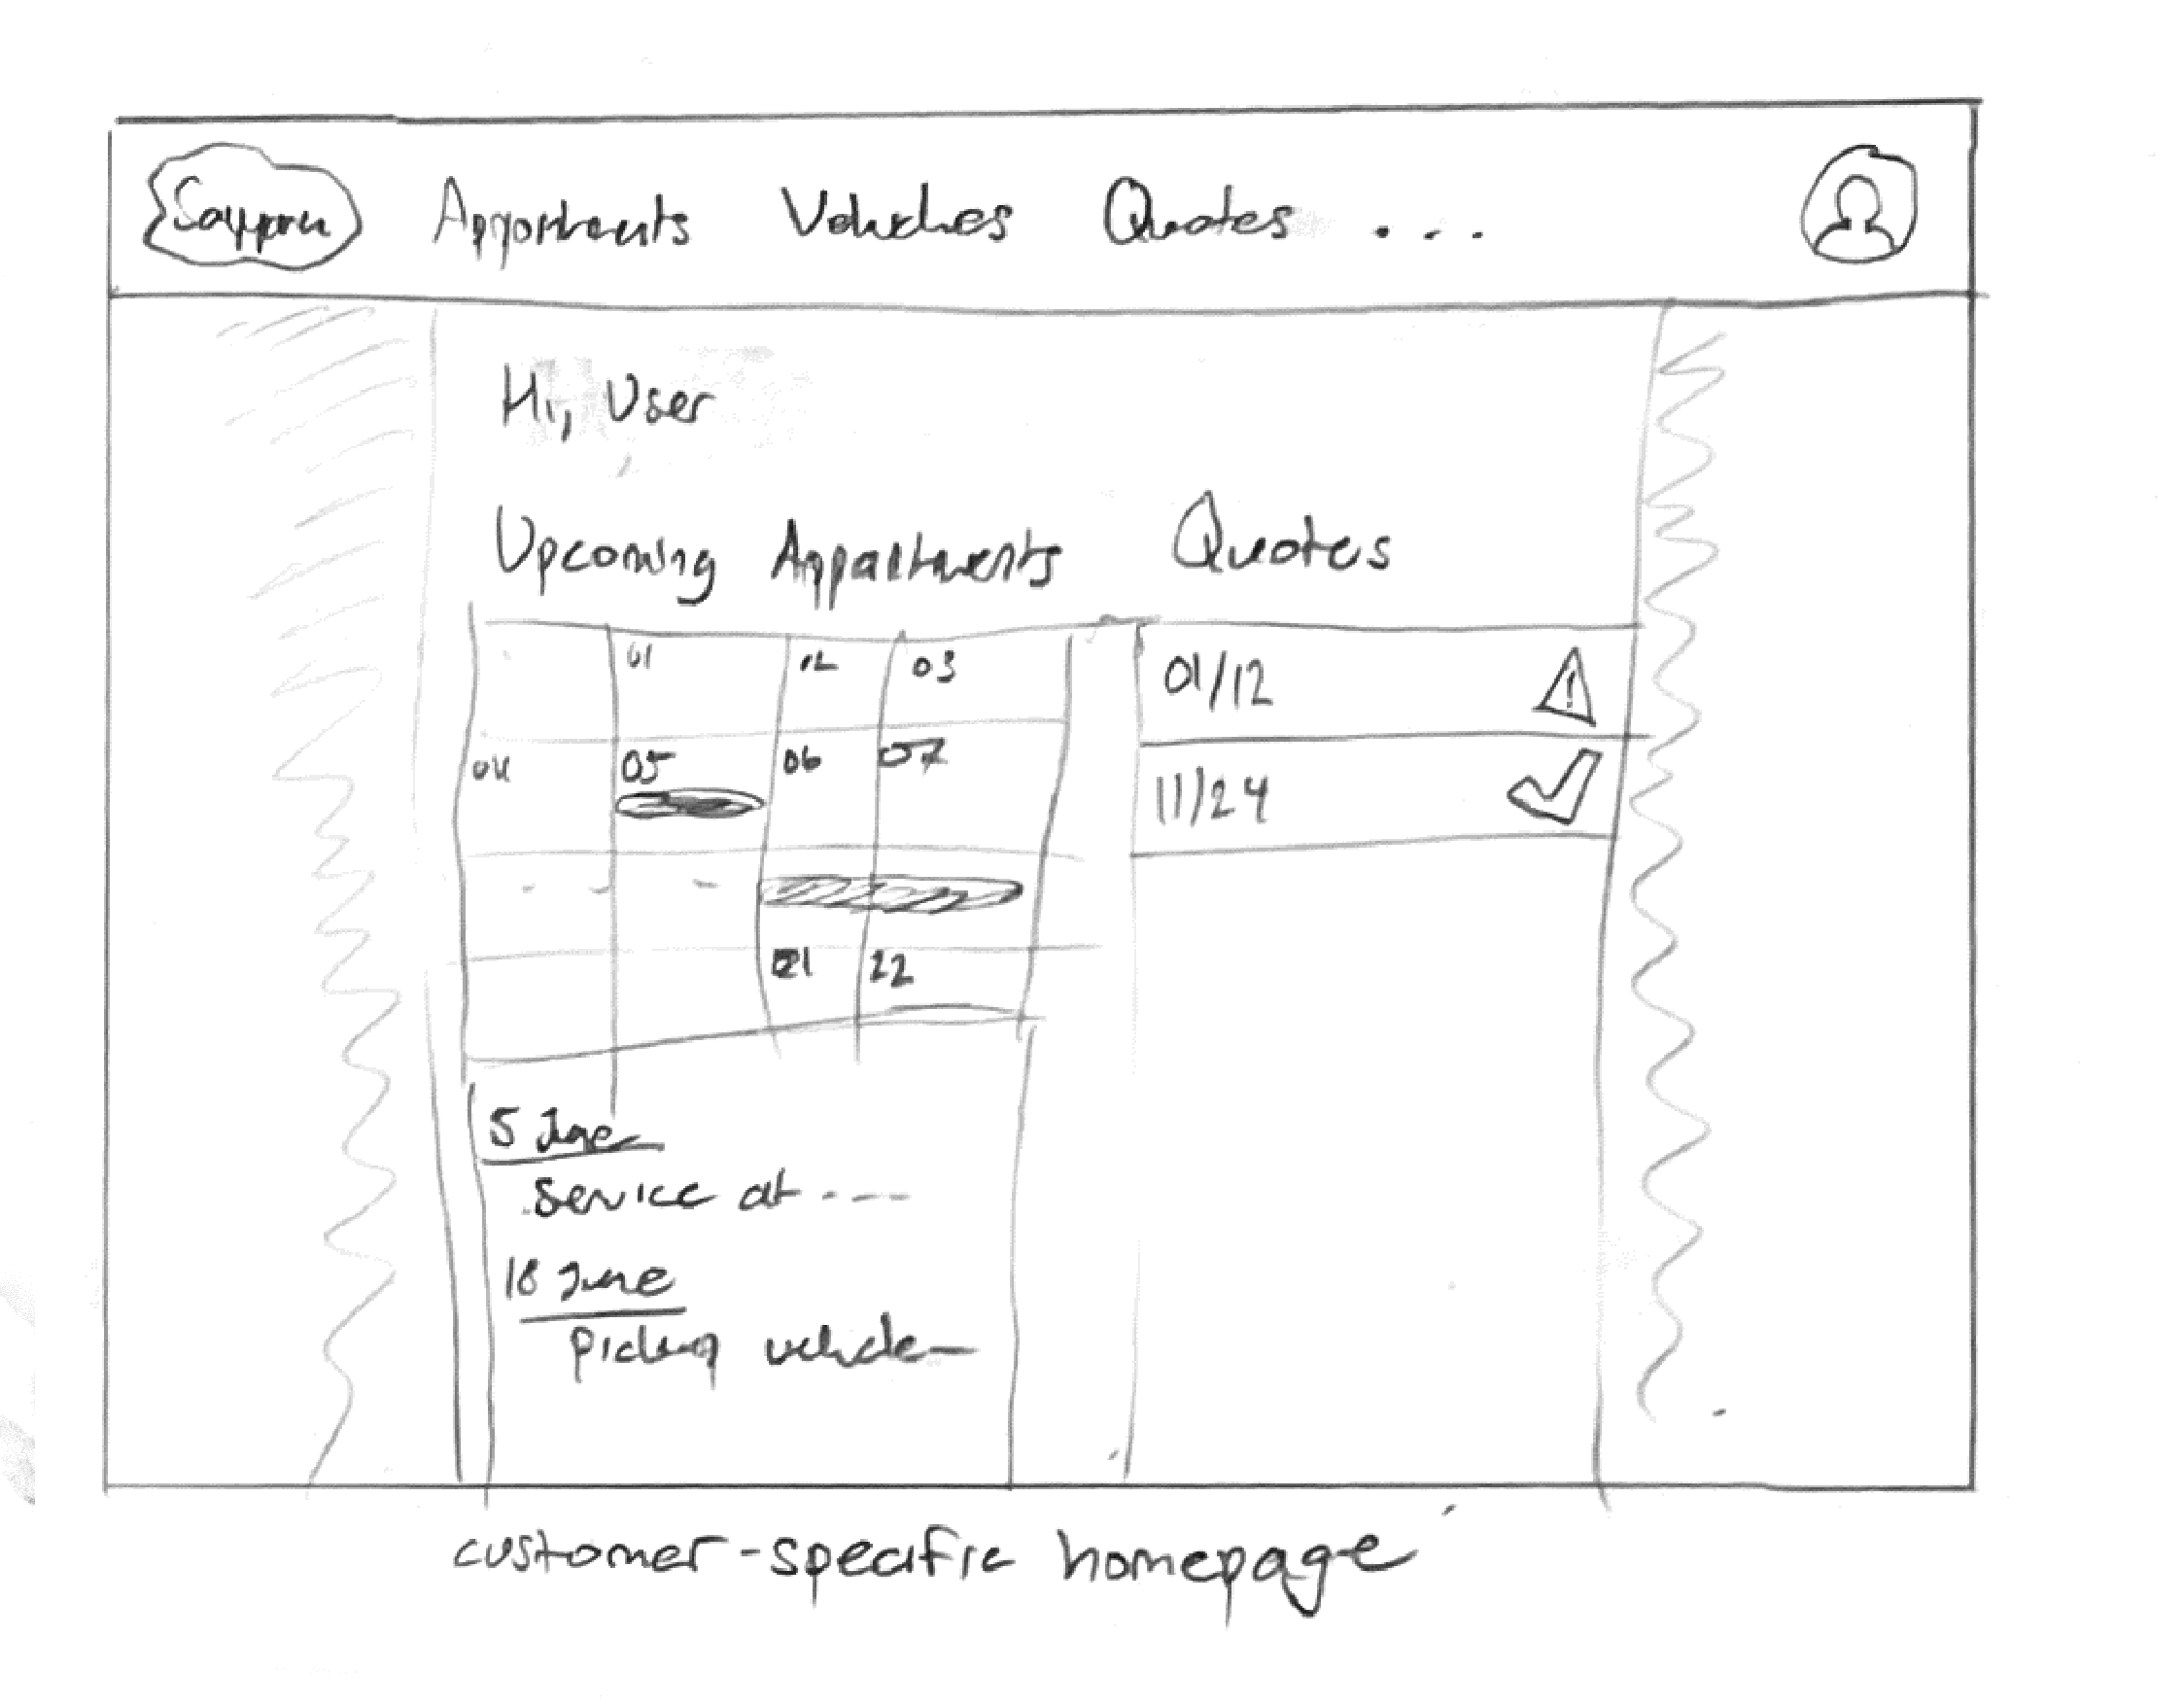 Appointments Vehicles Quotes ...
Hi, User
Upcoming Appointments
Quotes
01 02 03
04 05 06 07
21 22
5 June
Service at ----
18 June
Pickup vehicle
01/12
11/24
customer-specific homepage